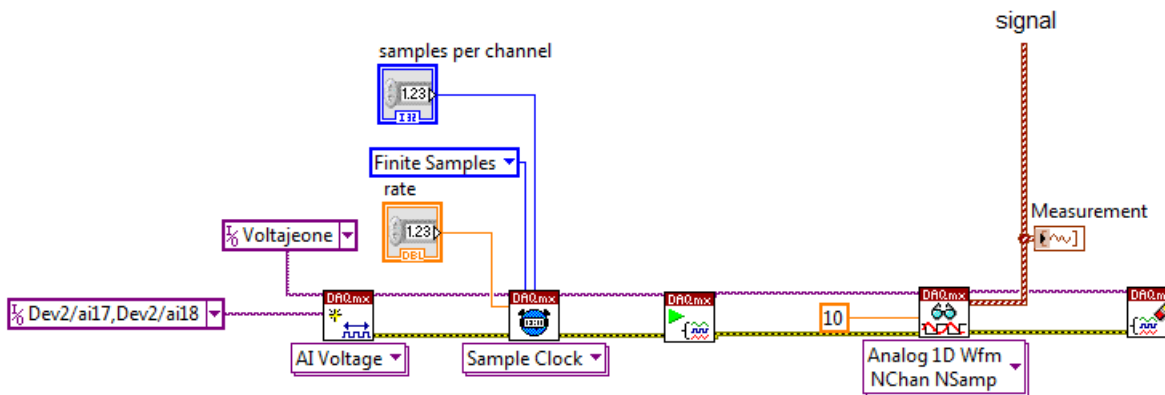 signal
samples per channel
1.23
I32
Finite Samples
rate
1.23
DBL
Measurement
I/O Voltajeone
I/O Dev2/ai17,Dev2/ai18
DAQmx
AI Voltage
DAQmx
Sample Clock
DAQmx
10
DAQmx
Analog 1D Wfm
NChan NSamp
DAQmx